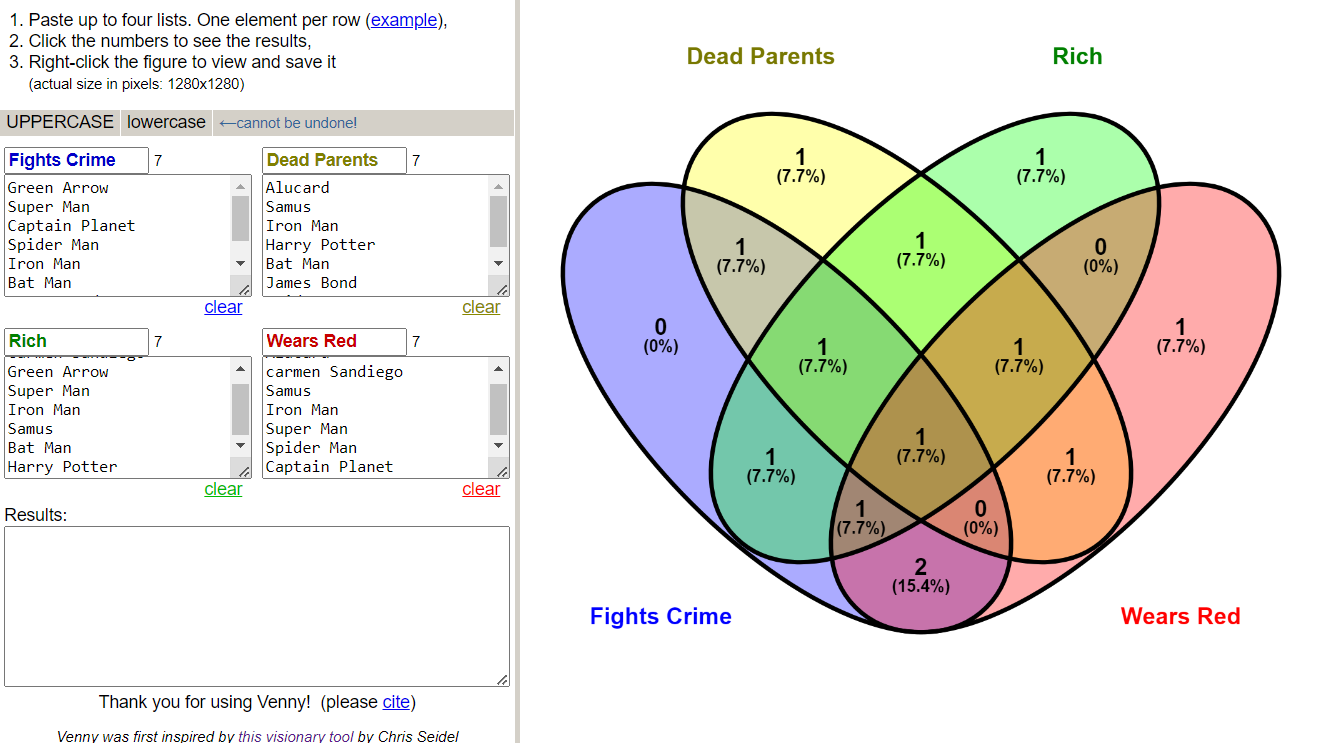 1. Paste up to four lists. One element per row (example),
2. Click the numbers to see the results,
3. Right-click the figure to view and save it
(actual size in pixels: 1280x1280)
UPPERCASE lowercase ←cannot be undone!
Fights Crime 7
Green Arrow
Super Man
Captain Planet
Spider Man
Iron Man
Bat Man
clear
Dead Parents 7
Alucard
Samus
Iron Man
Harry Potter
Bat Man
James Bond
clear
Rich 7
Green Arrow
Super Man
Iron Man
Samus
Bat Man
Harry Potter
clear
Wears Red 7
carmen Sandiego
Samus
Iron Man
Super Man
Spider Man
Captain Planet
clear
Results:
Thank you for using Venny! (please cite)
Venny was first inspired by this visionary tool by Chris Seidel
Dead Parents
Rich
1
(7.7%)
1
(7.7%)
1
(7.7%)
1
(7.7%)
0
(0%)
0
(0%)
1
(7.7%)
1
(7.7%)
1
(7.7%)
1
(7.7%)
1
(7.7%)
1
(7.7%)
1
(7.7%)
0
(0%)
2
(15.4%)
Fights Crime
Wears Red